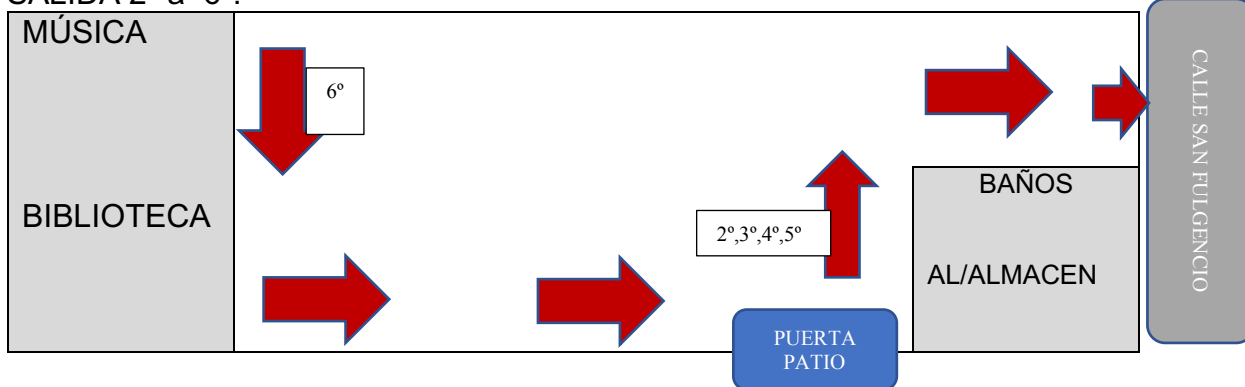 MÚSICA
6º
CALLE SAN FULGENCIO
BIBLIOTECA
BAÑOS
2º,3º,4º,5º
AL/ALMACEN
PUERTA
PATIO